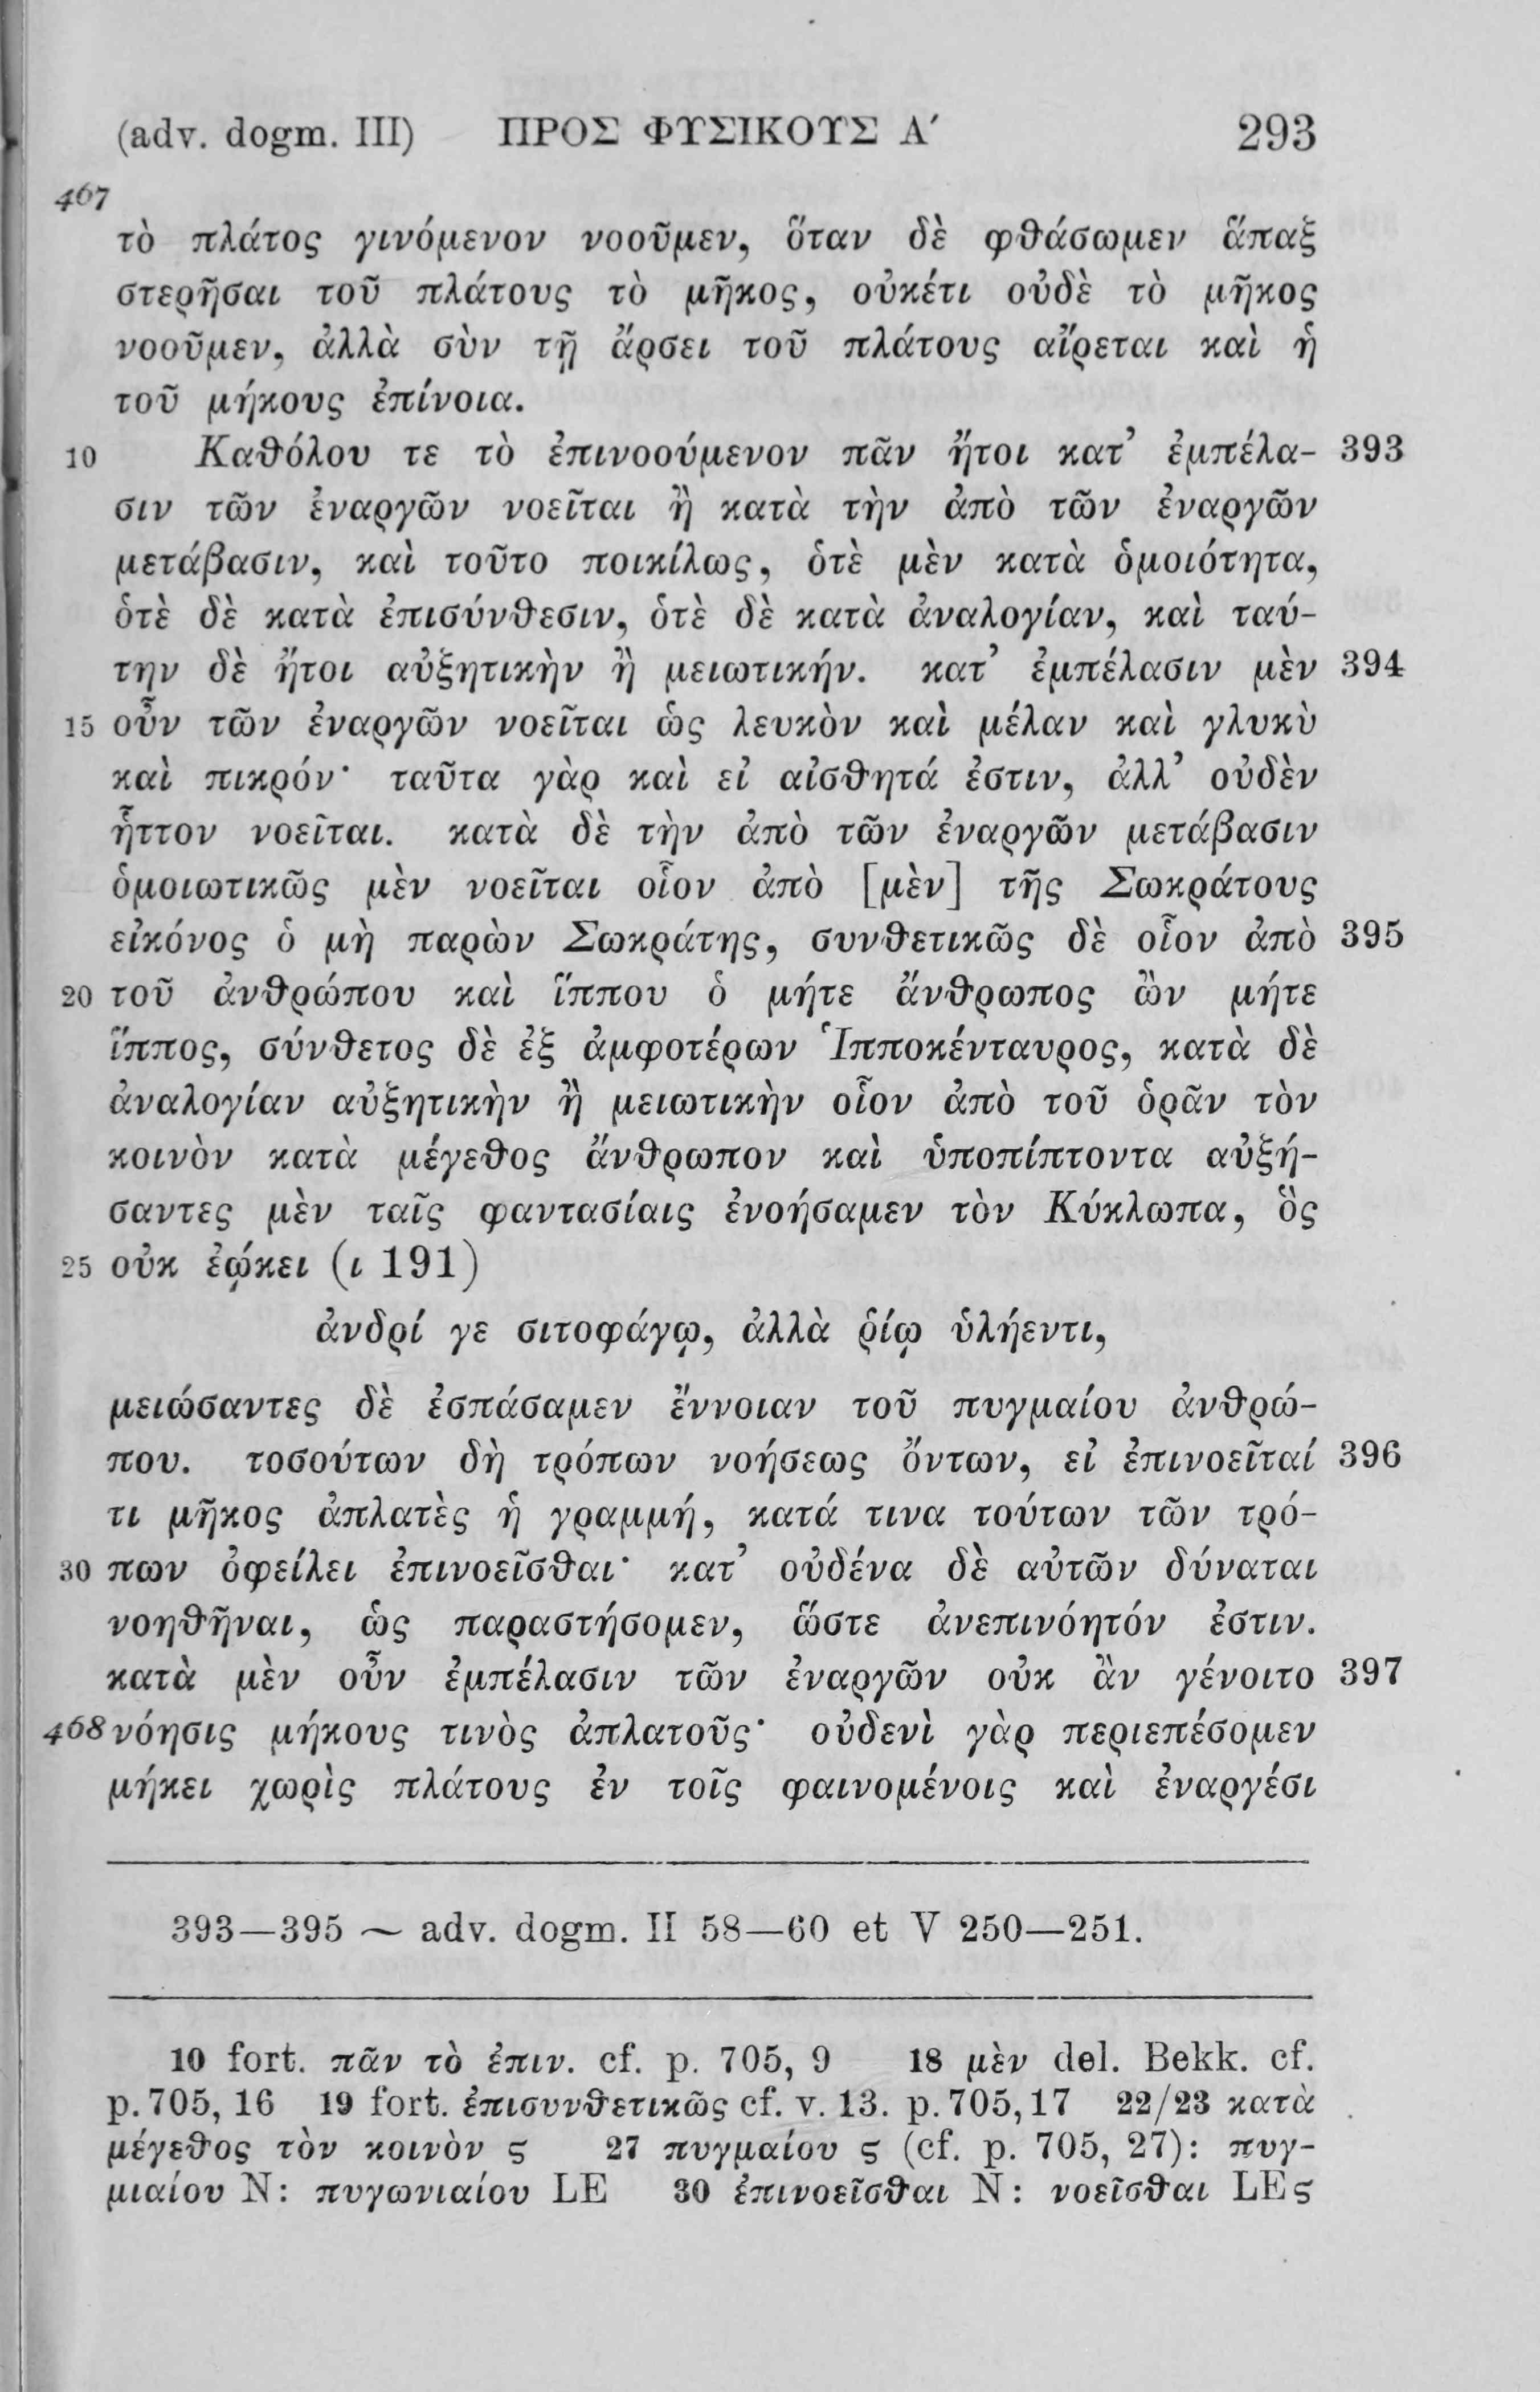 (adv. dogm. III) ΠΡΟΣ ΦΥΣΙΚΟΥΣ Α′ 293
467
τὸ πλάτος γινόμενον νοοῦμεν, ὅταν δὲ φθάσωμεν ἅπαξ
στερῆσαι τοῦ πλάτους τὸ μῆκος, οὐκέτι οὐδὲ τὸ μῆκος
νοοῦμεν, ἀλλὰ σὺν τῇ ἄρσει τοῦ πλάτους αἴρεται καὶ ἡ
τοῦ μήκους ἐπίνοια.
10 Καθόλου τε τὸ ἐπινοούμενον πᾶν ἤτοι κατ’ ἐμπέλα- 393
σιν τῶν ἐναργῶν νοεῖται ἢ κατὰ τὴν ἀπὸ τῶν ἐναργῶν
μετάβασιν, καὶ τοῦτο ποικίλως, ὁτὲ μὲν κατὰ ὁμοιότητα,
ὁτὲ δὲ κατὰ ἐπισύνθεσιν, ὁτὲ δὲ κατὰ ἀναλογίαν, καὶ ταύ-
την δὲ ἤτοι αὐξητικὴν ἢ μειωτικήν. κατ’ ἐμπέλασιν μὲν 394
15 οὖν τῶν ἐναργῶν νοεῖται ὡς λευκὸν καὶ μέλαν καὶ γλυκὺ
καὶ πικρόν· ταῦτα γὰρ καὶ εἰ αἰσθητά ἐστιν, ἀλλ’ οὐδὲν
ἧττον νοεῖται. κατὰ δὲ τὴν ἀπὸ τῶν ἐναργῶν μετάβασιν
ὁμοιωτικῶς μὲν νοεῖται οἷον ἀπὸ [μὲν] τῆς Σωκράτους
εἰκόνος ὁ μὴ παρὼν Σωκράτης, συνθετικῶς δὲ οἷον ἀπὸ 395
20 τοῦ ἀνθρώπου καὶ ἵππου ὁ μήτε ἄνθρωπος ὢν μήτε
ἵππος, σύνθετος δὲ ἐξ ἀμφοτέρων Ἱπποκένταυρος, κατὰ δὲ
ἀναλογίαν αὐξητικὴν ἢ μειωτικὴν οἷον ἀπὸ τοῦ ὁρᾶν τὸν
κοινὸν κατὰ μέγεθος ἄνθρωπον καὶ ὑποπίπτοντα αὐξή-
σαντες μὲν ταῖς φαντασίαις ἐνοήσαμεν τὸν Κύκλωπα, ὃς
25 οὐκ ἐῴκει (ι 191)
ἀνδρί γε σιτοφάγῳ, ἀλλὰ ῥίῳ ὑλήεντι,
μειώσαντες δὲ ἐσπάσαμεν ἔννοιαν τοῦ πυγμαίου ἀνθρώ-
που. τοσούτων δὴ τρόπων νοήσεως ὄντων, εἰ ἐπινοεῖταί 396
τι μῆκος ἀπλατὲς ἡ γραμμή, κατά τινα τούτων τῶν τρό-
30 πων ὀφείλει ἐπινοεῖσθαι· κατ’ οὐδένα δὲ αὐτῶν δύναται
νοηθῆναι, ὡς παραστήσομεν, ὥστε ἀνεπινόητόν ἐστιν.
κατὰ μὲν οὖν ἐμπέλασιν τῶν ἐναργῶν οὐκ ἂν γένοιτο 397
468 νόησις μήκους τινὸς ἀπλατοῦς· οὐδενὶ γὰρ περιεπέσομεν
μήκει χωρὶς πλάτους ἐν τοῖς φαινομένοις καὶ ἐναργέσι
393—395 ~ adv. dogm. II 58—60 et V 250—251.
10 fort. πᾶν τὸ ἐπιν. cf. p. 705, 9 18 μὲν del. Bekk. cf.
p. 705, 16 19 fort. ἐπισυνθετικῶς cf. v. 13. p. 705, 17 22/23 κατὰ
μέγεθος τὸν κοινὸν ς 27 πυγμαίου ς (cf. p. 705, 27): πυγ-
μιαίου N: πυγωνιαίου LE 30 ἐπινοεῖσθαι N: νοεῖσθαι LEς